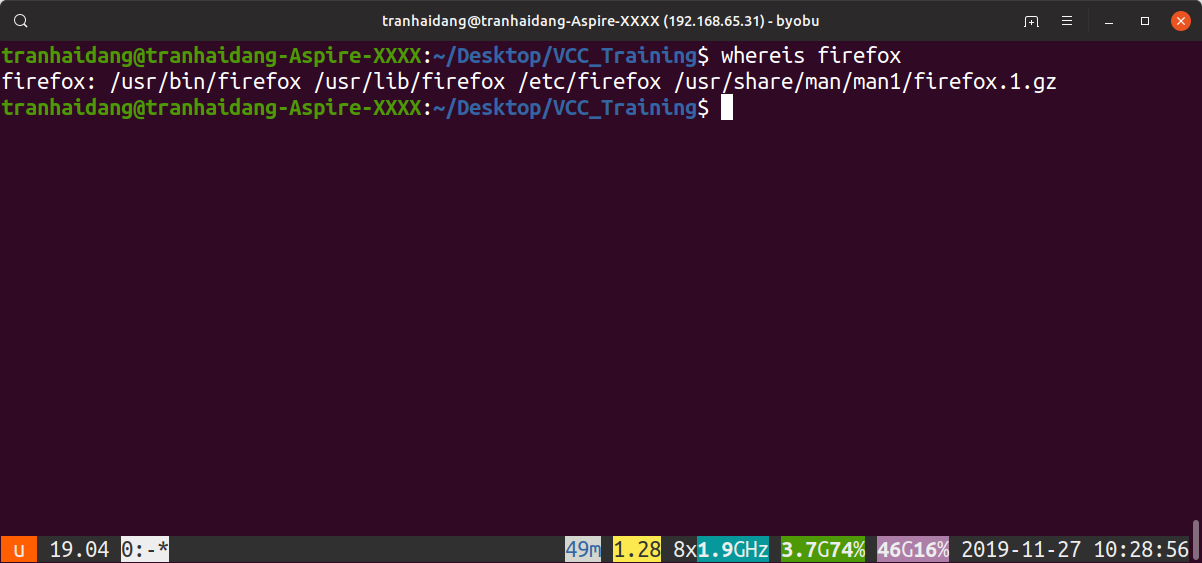 tranhaidang@tranhaidang-Aspire-XXXX (192.168.65.31) - byobu
tranhaidang@tranhaidang-Aspire-XXXX:~/Desktop/VCC_Training$ whereis firefox
firefox: /usr/bin/firefox /usr/lib/firefox /etc/firefox /usr/share/man/man1/firefox.1.gz
tranhaidang@tranhaidang-Aspire-XXXX:~/Desktop/VCC_Training$
u 19.04 0:-* 49m 1.28 8x1.9GHz 3.7G74% 46G16% 2019-11-27 10:28:56